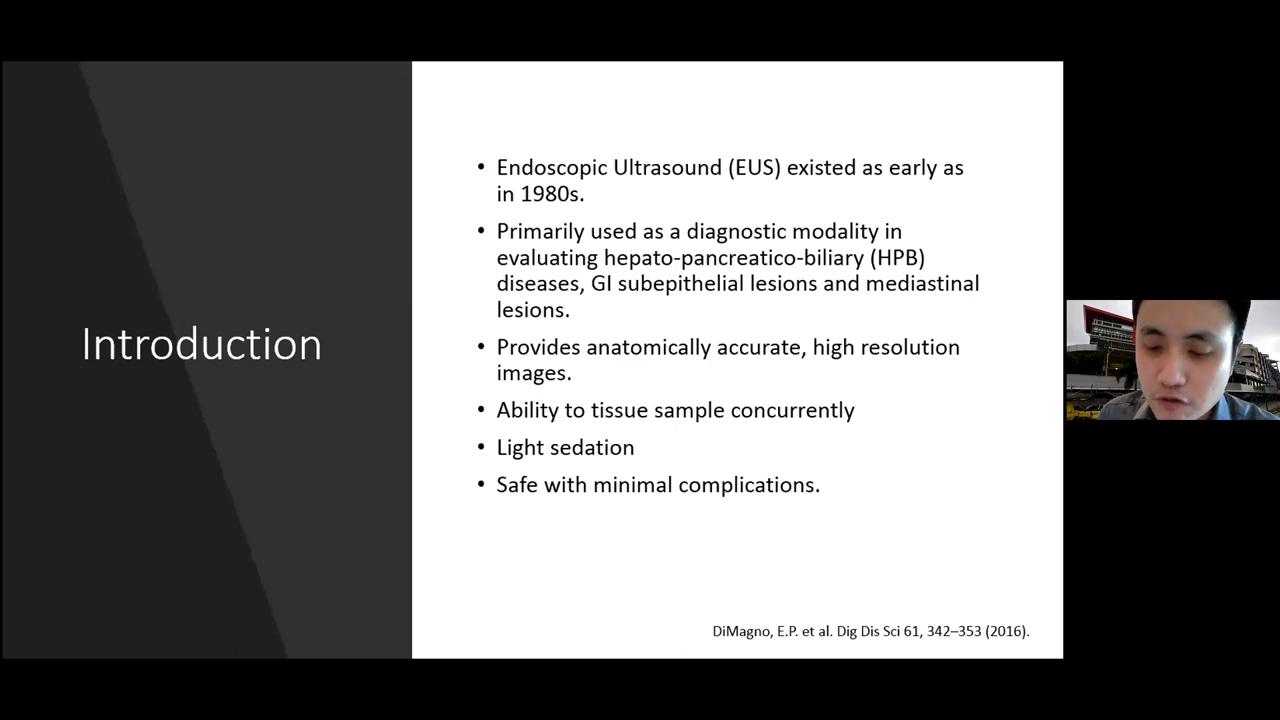 Introduction
• Endoscopic Ultrasound (EUS) existed as early as
in 1980s.
• Primarily used as a diagnostic modality in
evaluating hepato-pancreatico-biliary (HPB)
diseases, GI subepithelial lesions and mediastinal
lesions.
• Provides anatomically accurate, high resolution
images.
• Ability to tissue sample concurrently
• Light sedation
• Safe with minimal complications.
DiMagno, E.P. et al. Dig Dis Sci 61, 342–353 (2016).